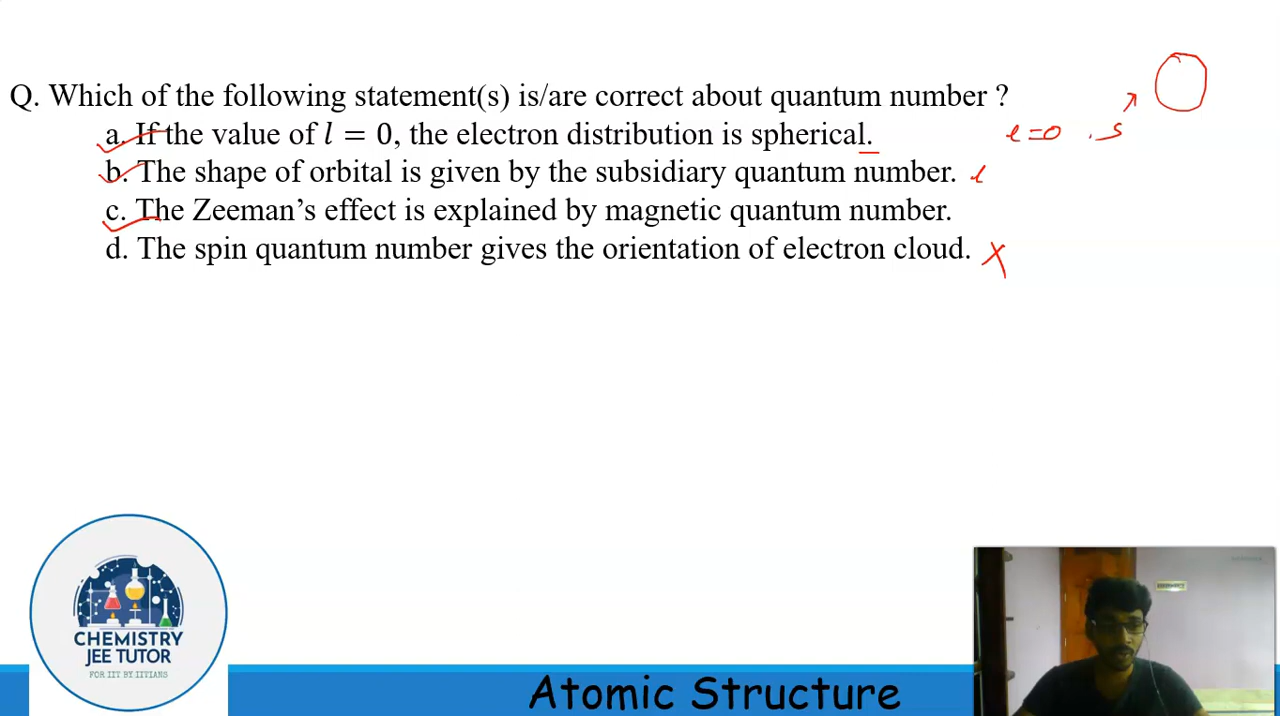 Q. Which of the following statement(s) is/are correct about quantum number ?
a. If the value of l = 0, the electron distribution is spherical.
l=0 . s
b. The shape of orbital is given by the subsidiary quantum number. l
c. The Zeeman’s effect is explained by magnetic quantum number.
d. The spin quantum number gives the orientation of electron cloud.
CHEMISTRY
JEE TUTOR
FOR IIT BY IITIANS
Atomic Structure